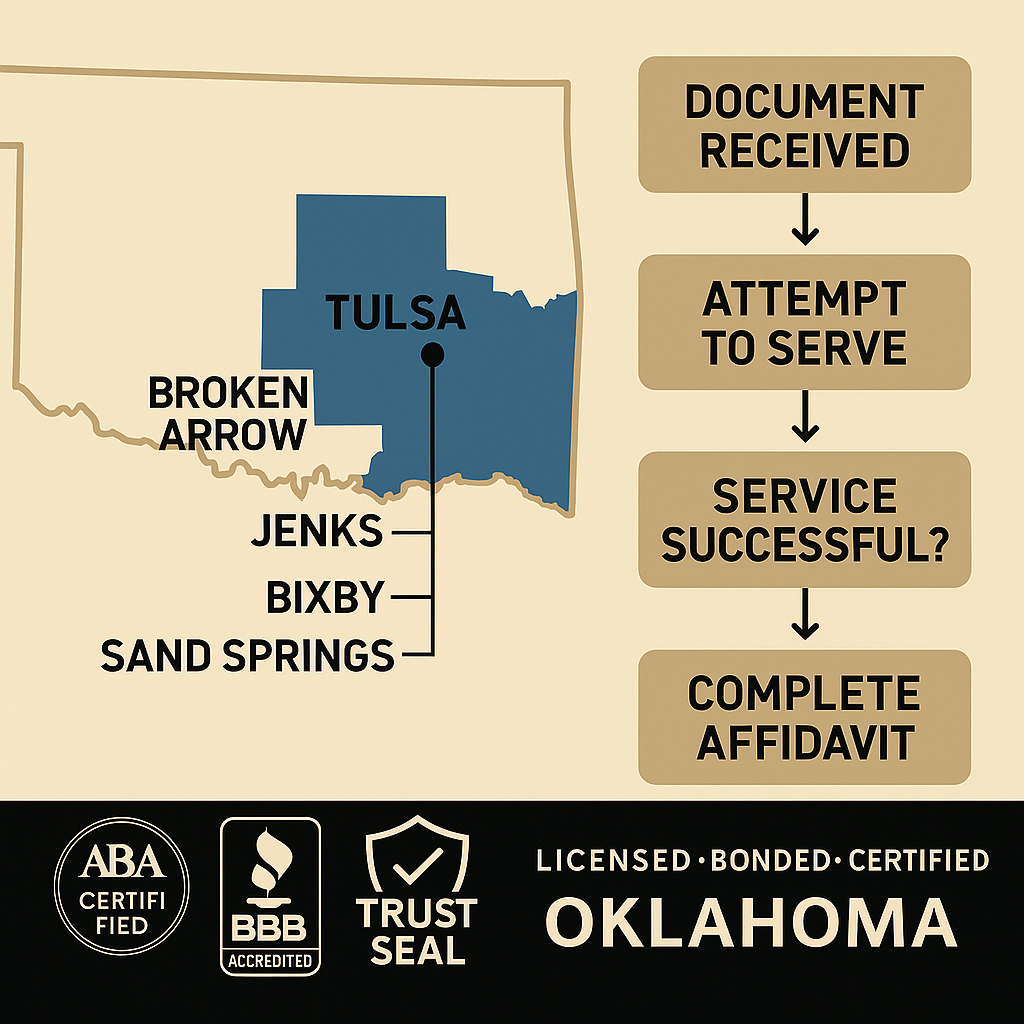 TULSA
BROKEN
ARROW
JENKS
BIXBY
SAND SPRINGS
DOCUMENT
RECEIVED
ATTEMPT
TO SERVE
SERVICE
SUCCESSFUL?
COMPLETE
AFFIDAVIT
ABA
CERTIFI
FIED
BBB
ACCREDITED
TRUST
SEAL
LICENSED·BONDED·CERTIFIED
OKLAHOMA